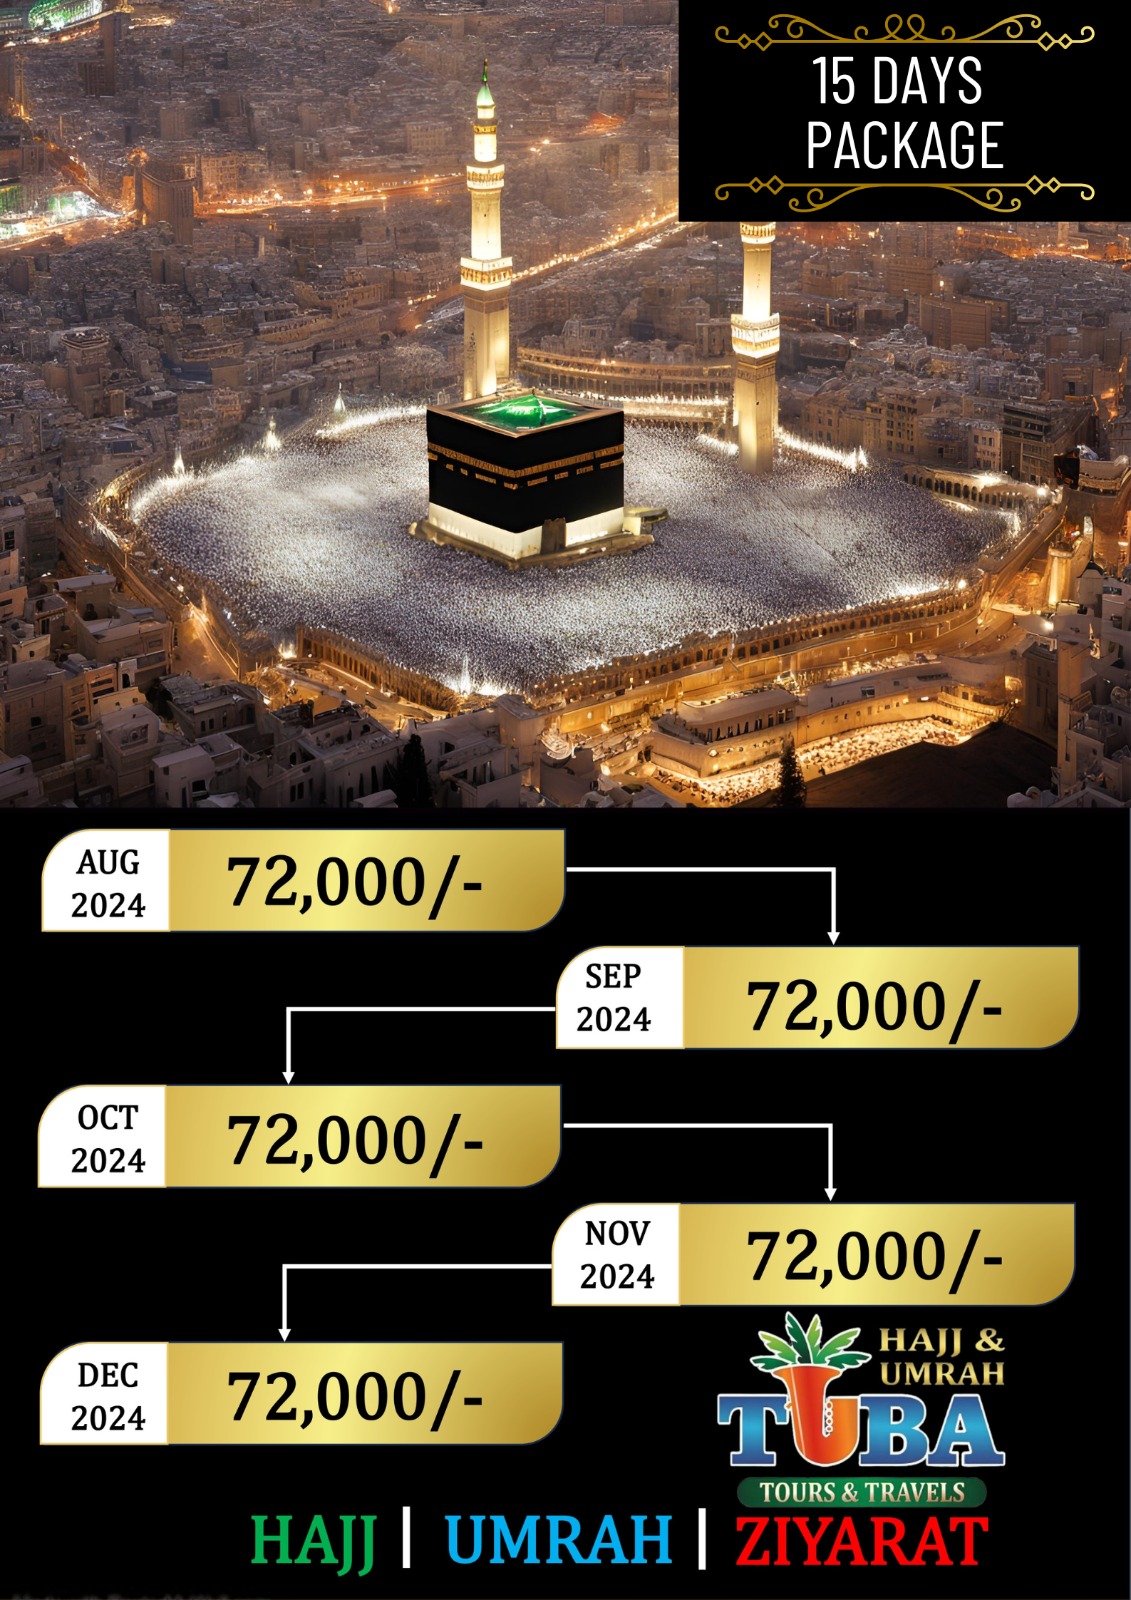 15 DAYS
PACKAGE
AUG
2024
72,000/-
SEP
2024
72,000/-
OCT
2024
72,000/-
NOV
2024
72,000/-
DEC
2024
72,000/-
HAJJ &
UMRAH
TUBA
TOURS & TRAVELS
HAJJ | UMRAH | ZIYARAT